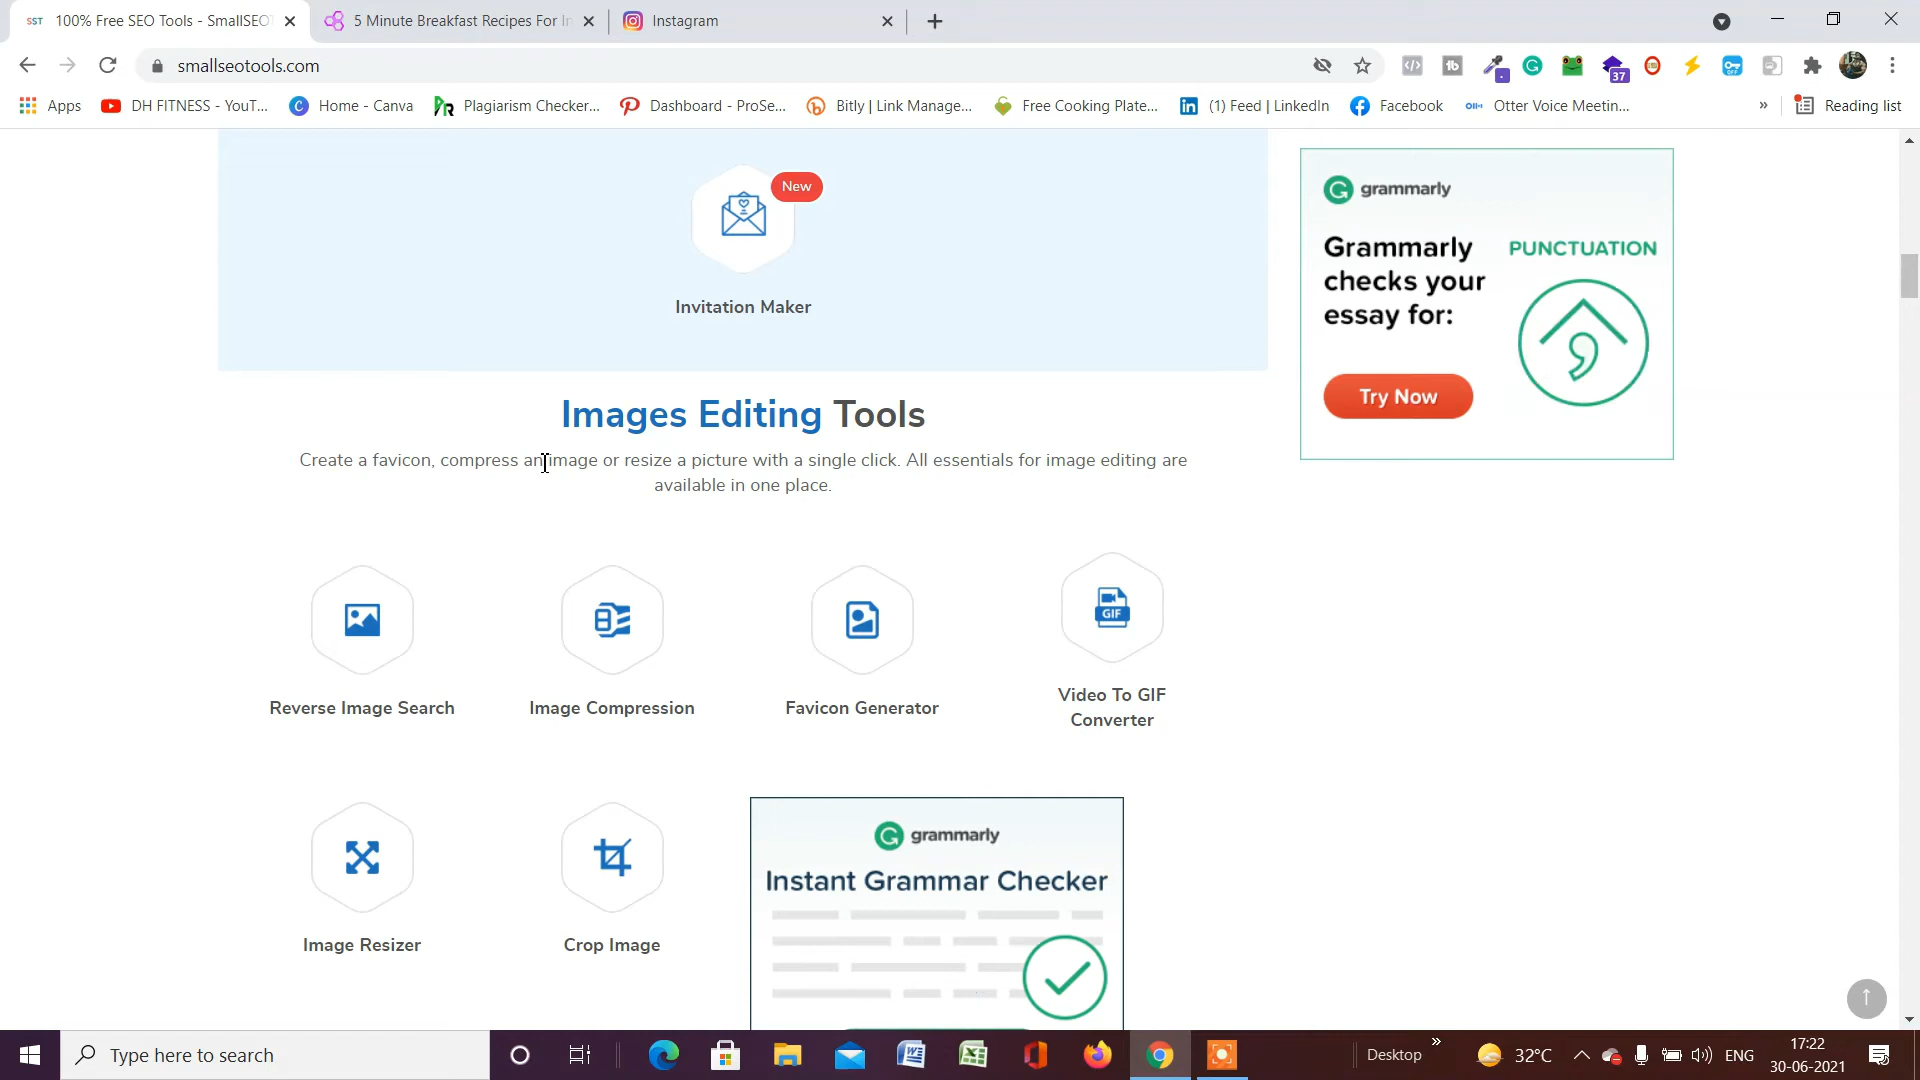 SST 100% Free SEO Tools - SmallSEO
5 Minute Breakfast Recipes For In
Instagram
smallseotools.com
37
OFF
Apps
DH FITNESS - YouT...
Home - Canva
Plagiarism Checker...
Dashboard - ProSe...
Bitly | Link Manage...
Free Cooking Plate...
(1) Feed | LinkedIn
Facebook
Otter Voice Meetin...
»
Reading list
New
Invitation Maker
grammarly
Grammarly
checks your
essay for:
PUNCTUATION
Try Now
Images Editing Tools
Create a favicon, compress an image or resize a picture with a single click. All essentials for image editing are
available in one place.
Reverse Image Search
Image Compression
Favicon Generator
GIF
Video To GIF
Converter
Image Resizer
Crop Image
grammarly
Instant Grammar Checker
Type here to search
Desktop
»
32°C
ENG
17:22
30-06-2021